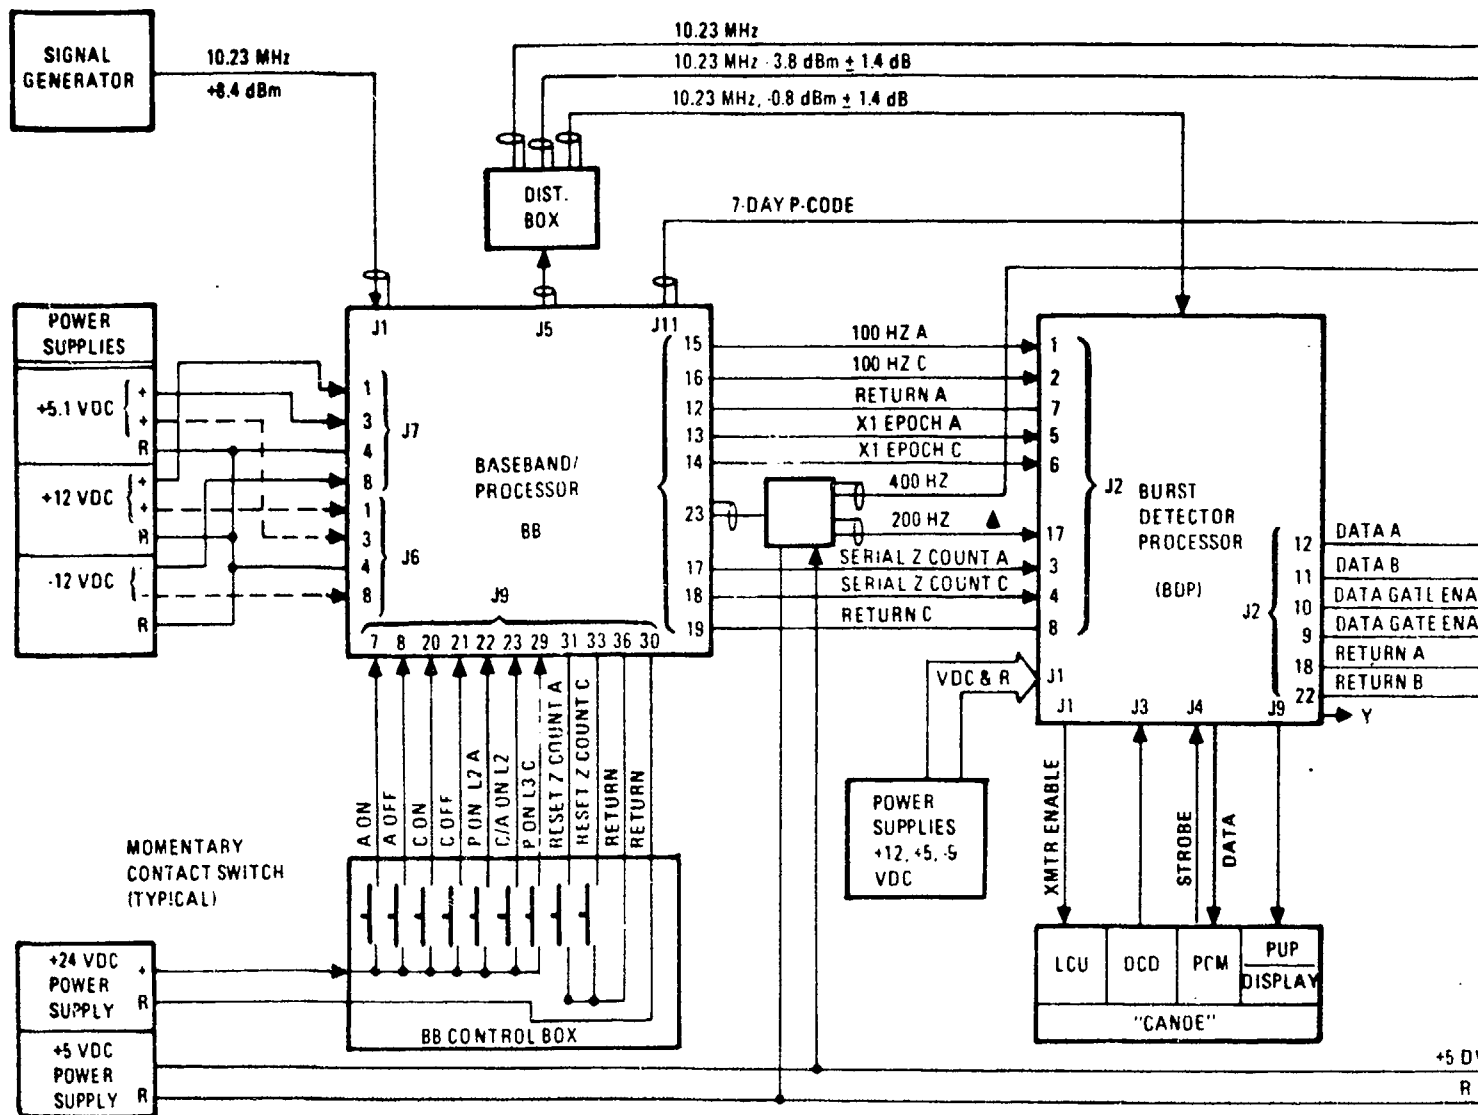 SIGNAL
GENERATOR
10.23 MHz
+8.4 dBm
10.23 MHz
10.23 MHz -3.8 dBm ± 1.4 dB
10.23 MHz, -0.8 dBm ± 1.4 dB
DIST.
BOX
7-DAY P-CODE
POWER
SUPPLIES
+5.1 VDC
+
+
R
+12 VDC
+
+
R
-12 VDC
R
J1
J5
J11
1
3
4
8
J7
1
3
4
8
J6
BASEBAND/
PROCESSOR
BB
J9
7 8 20 21 22 23 29 31 33 36 30
15
16
12
13
14
23
17
18
19
100 HZ A
100 HZ C
RETURN A
X1 EPOCH A
X1 EPOCH C
400 HZ
200 HZ
SERIAL Z COUNT A
SERIAL Z COUNT C
RETURN C
1
2
7
5
6
17
3
4
8
J2
BURST
DETECTOR
PROCESSOR
(BDP)
J2
12
11
10
9
18
22
DATA A
DATA B
DATA GATE ENA
DATA GATE ENA
RETURN A
RETURN B
Y
VDC & R
J1
J1
J3
J4
J9
POWER
SUPPLIES
+12, +5, -5
VDC
XMTR ENABLE
STROBE
DATA
A ON
A OFF
C ON
C OFF
P ON L2 A
C/A ON L2
P ON L3 C
RESET Z COUNT A
RESET Z COUNT C
RETURN
RETURN
MOMENTARY
CONTACT SWITCH
(TYPICAL)
BB CONTROL BOX
+24 VDC
POWER
SUPPLY
+
R
+5 VDC
POWER
SUPPLY
R
LCU
DCD
PCM
PUP
DISPLAY
"CANOE"
+5 DV
R